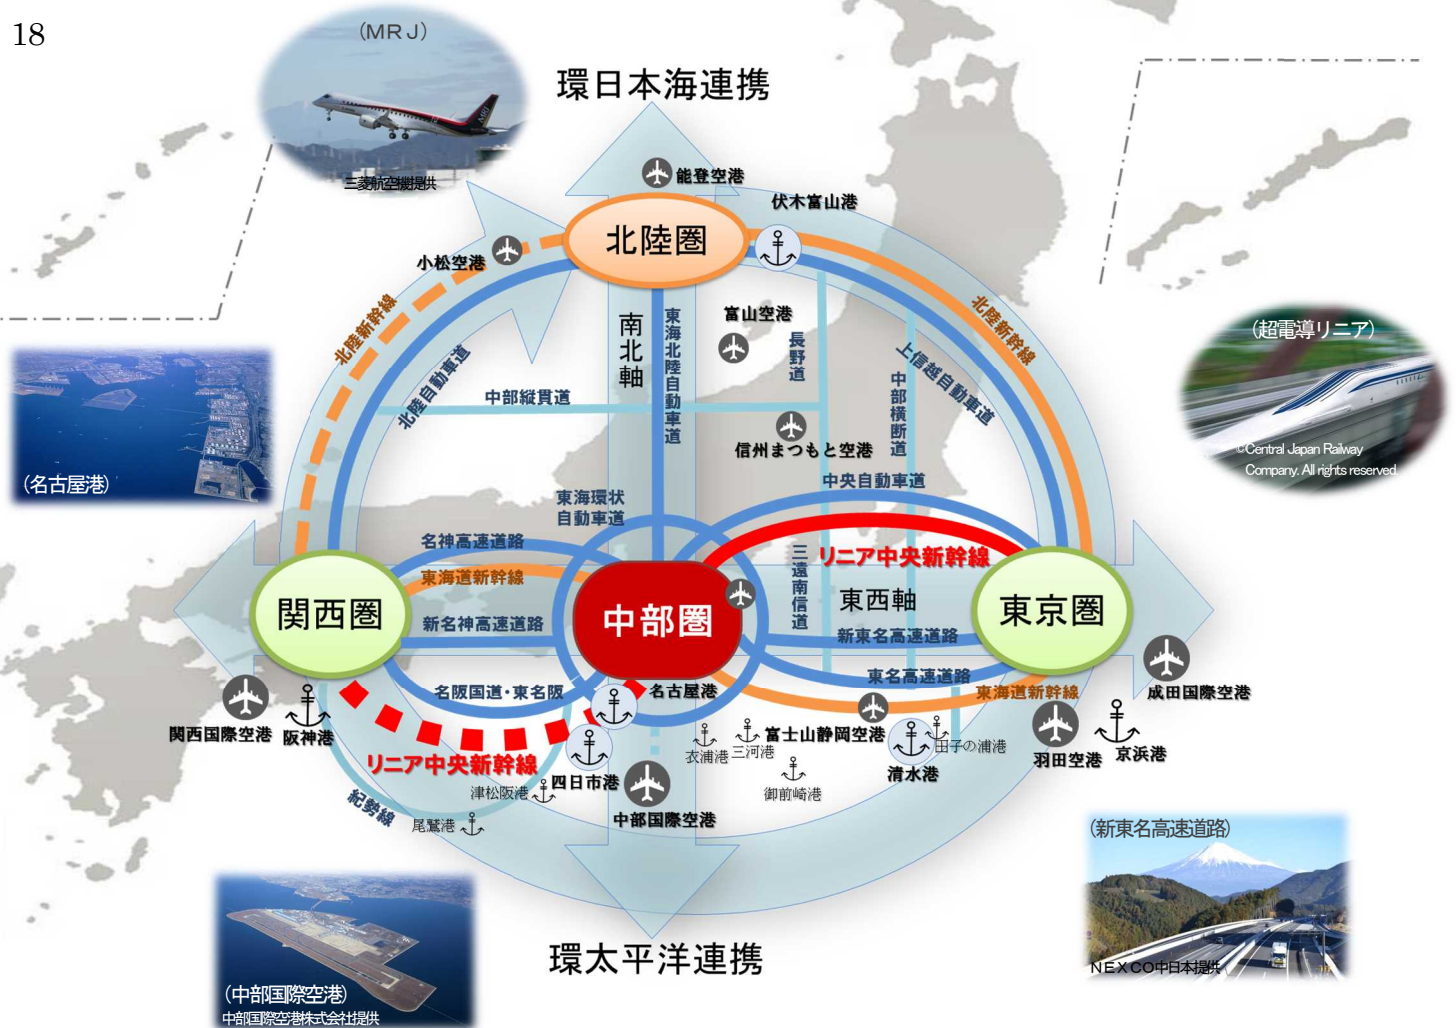 18
(MRJ)
三菱航空機提供
環日本海連携
能登空港
伏木富山港
北陸圏
小松空港
北陸新幹線
北陸自動車道
南北軸
東海北陸自動車道
富山空港
長野道
中部縦貫道
信州まつもと空港
中部横断道
上信越自動車道
北陸新幹線
(超電導リニア)
©Central Japan Railway
Company. All rights reserved.
(名古屋港)
東海環状
自動車道
中央自動車道
名神高速道路
東海道新幹線
リニア中央新幹線
三遠南信道
東西軸
関西圏
中部圏
東京圏
新名神高速道路
新東名高速道路
名阪国道・東名阪
東名高速道路
東海道新幹線
名古屋港
成田国際空港
関西国際空港
阪神港
リニア中央新幹線
四日市港
衣浦港
三河港
富士山静岡空港
清水港
田子の浦港
羽田空港
京浜港
津松阪港
御前崎港
紀勢線
尾鷲港
中部国際空港
環太平洋連携
(新東名高速道路)
NEXCO中日本提供
(中部国際空港)
中部国際空港株式会社提供